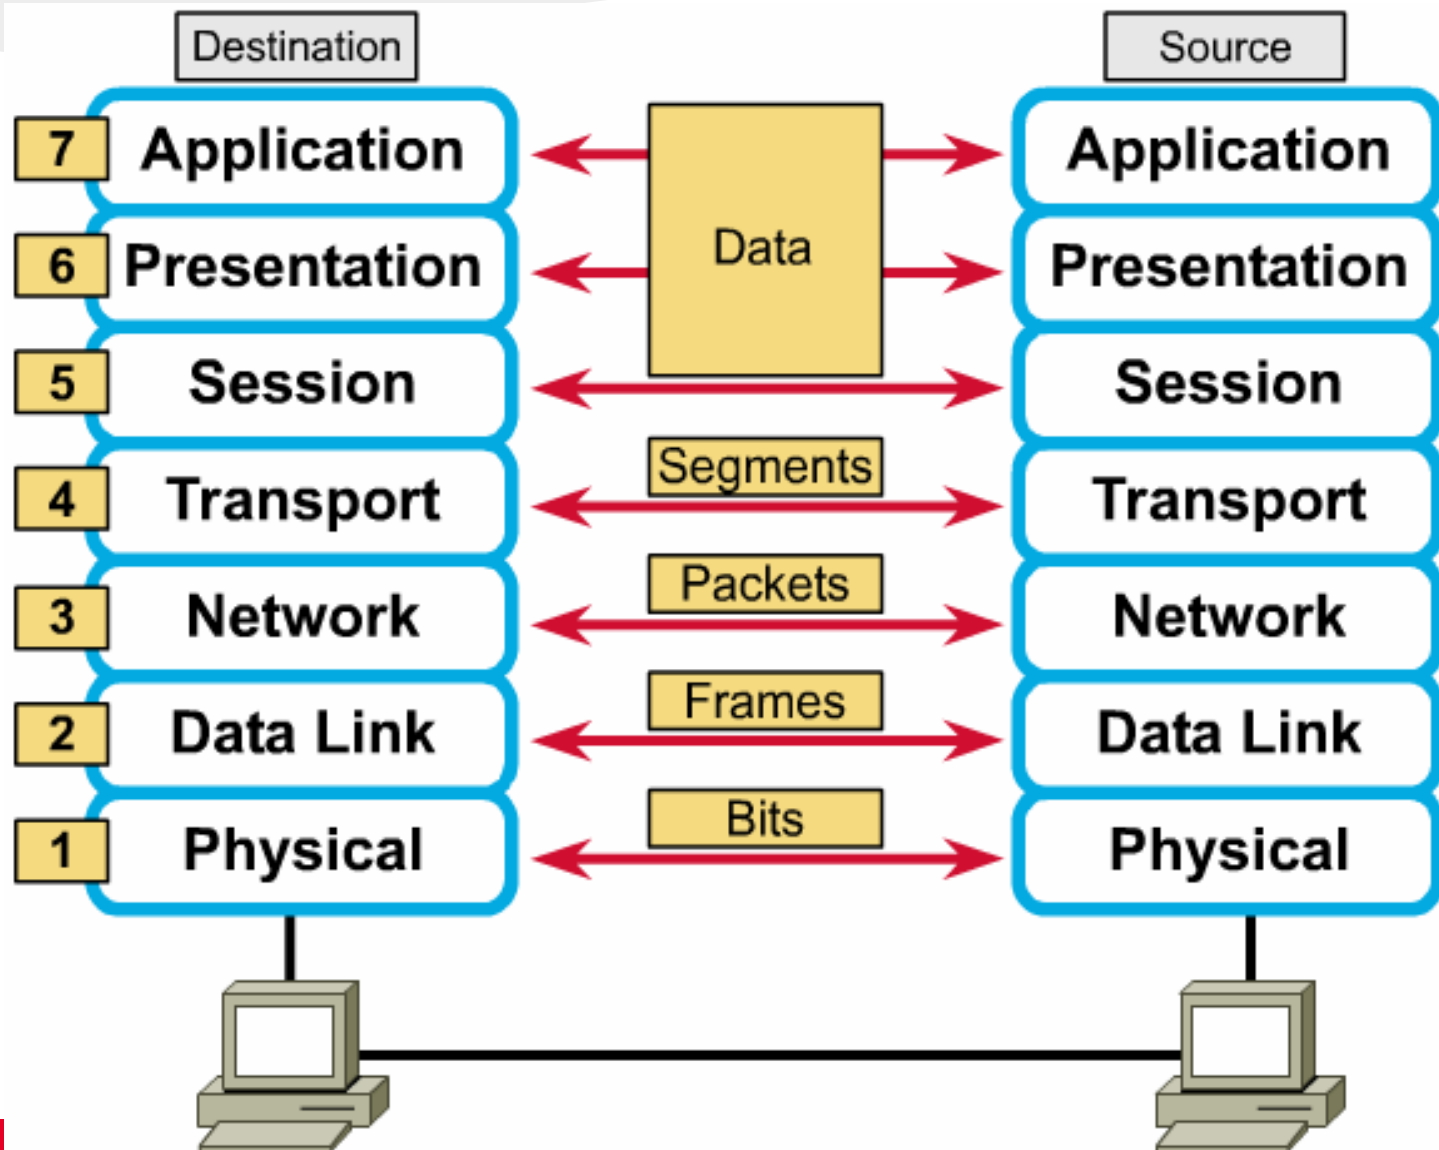 Destination
Source
7
Application
Application
6
Presentation
Data
Presentation
5
Session
Session
Segments
4
Transport
Transport
Packets
3
Network
Network
Frames
2
Data Link
Data Link
Bits
1
Physical
Physical